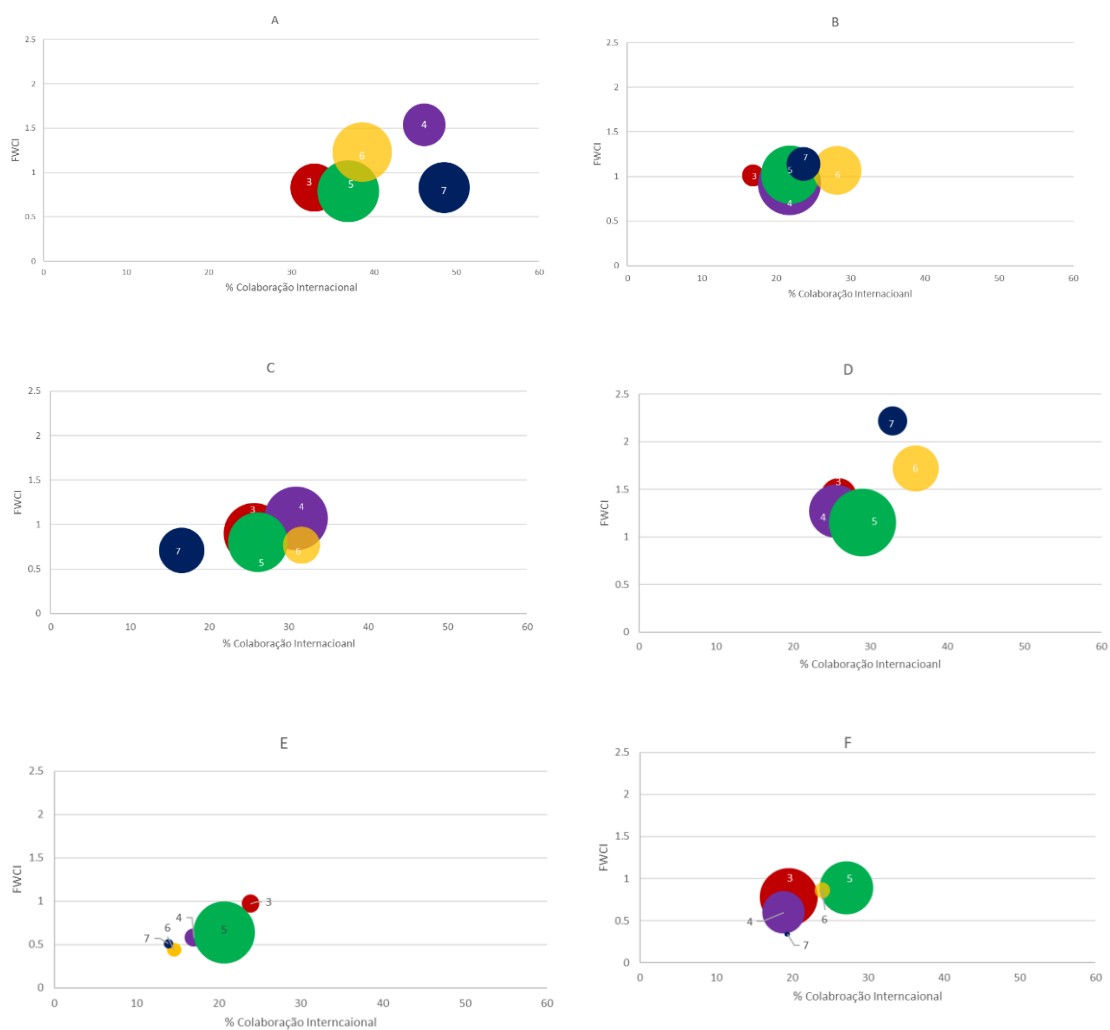 A
2.5
2
1.5
1
0.5
0
FWCI
4
6
3
5
7
0 10 20 30 40 50 60
% Colaboração Internacional
B
2.5
2
1.5
1
0.5
0
FWCI
7
3
5
6
4
0 10 20 30 40 50 60
% Colaboração Internacioanl
C
2.5
2
1.5
1
0.5
0
FWCI
3
4
7
6
5
0 10 20 30 40 50 60
% Colaboração Internacioanl
D
2.5
2
1.5
1
0.5
0
FWCI
7
6
3
4
5
0 10 20 30 40 50 60
% Colaboração Internacioanl
E
2.5
2
1.5
1
0.5
0
FWCI
3
4
6
5
7
0 10 20 30 40 50 60
% Colaboração Interncaional
F
2.5
2
1.5
1
0.5
0
FWCI
3
5
4
6
7
0 10 20 30 40 50 60
% Colabroação Interncaional